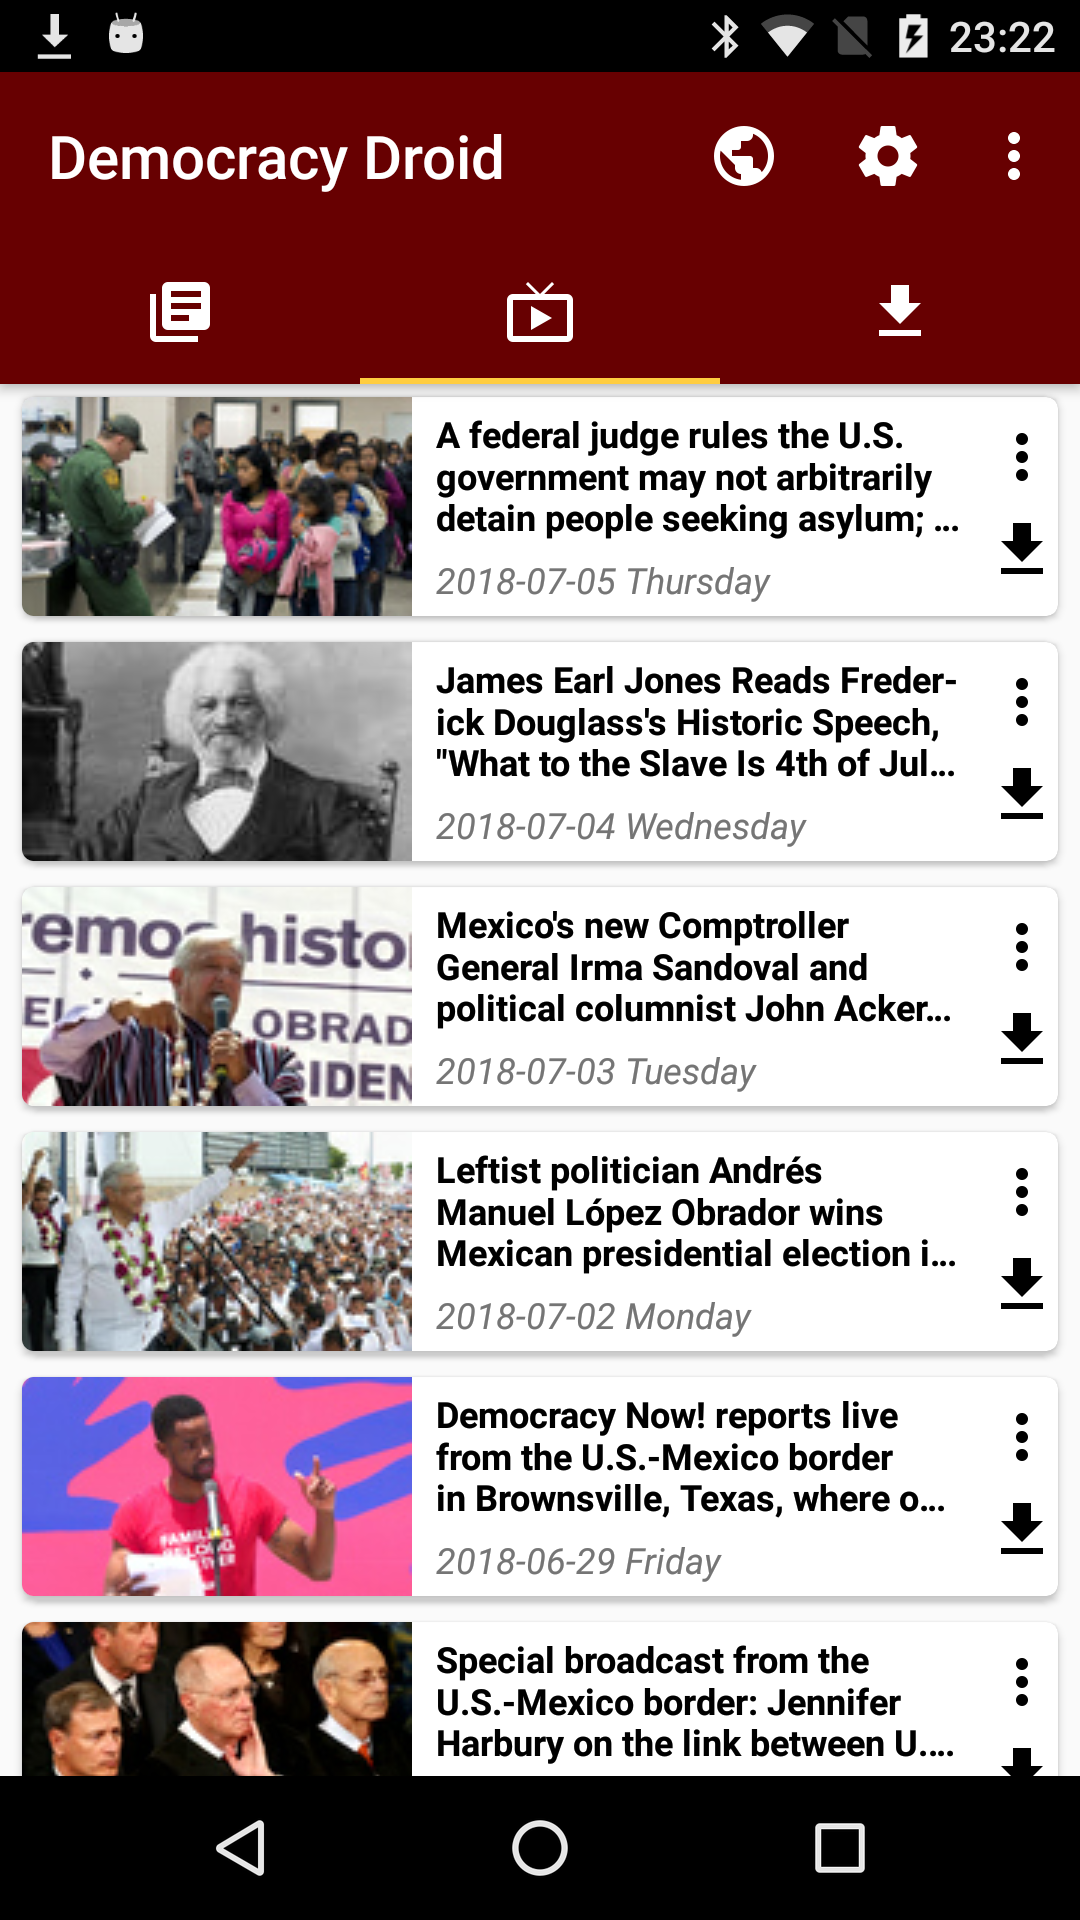 23:22
Democracy Droid
A federal judge rules the U.S.
government may not arbitrarily
detain people seeking asylum; ...
2018-07-05 Thursday
James Earl Jones Reads Freder-
ick Douglass's Historic Speech,
"What to the Slave Is 4th of Jul...
2018-07-04 Wednesday
remos histo
EL
OBRAD
SIDEN
Mexico's new Comptroller
General Irma Sandoval and
political columnist John Acker...
2018-07-03 Tuesday
Leftist politician Andrés
Manuel López Obrador wins
Mexican presidential election i...
2018-07-02 Monday
FAMILIES
BELONG
TOGETHER
Democracy Now! reports live
from the U.S.-Mexico border
in Brownsville, Texas, where o...
2018-06-29 Friday
Special broadcast from the
U.S.-Mexico border: Jennifer
Harbury on the link between U....